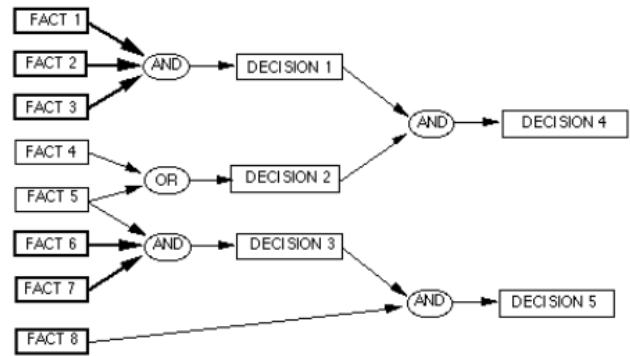 FACT 1
FACT 2
AND
DECISION 1
FACT 3
AND
DECISION 4
FACT 4
OR
DECISION 2
FACT 5
FACT 6
AND
DECISION 3
FACT 7
AND
DECISION 5
FACT 8